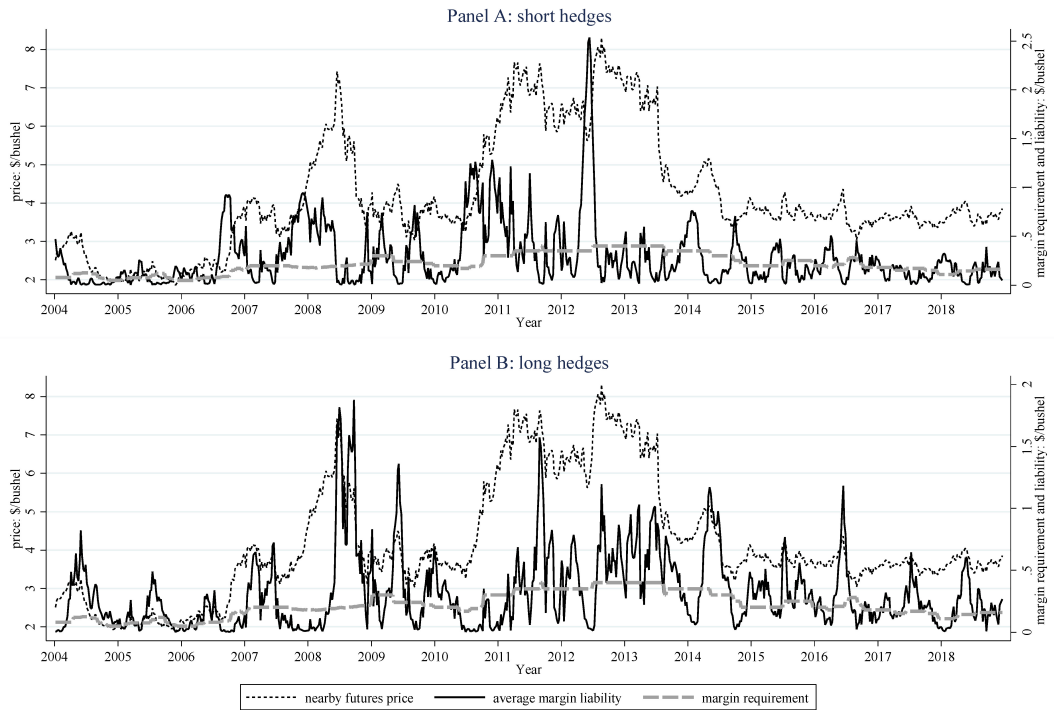 Panel A: short hedges
price: $/bushel
8
7
6
5
4
3
2
2.5
2
1.5
1
.5
0
margin requirement and liability: $/bushel
2004 2005 2006 2007 2008 2009 2010 2011 2012 2013 2014 2015 2016 2017 2018
Year
Panel B: long hedges
price: $/bushel
8
7
6
5
4
3
2
2
1.5
1
.5
0
margin requirement and liability: $/bushel
2004 2005 2006 2007 2008 2009 2010 2011 2012 2013 2014 2015 2016 2017 2018
Year
nearby futures price average margin liability margin requirement